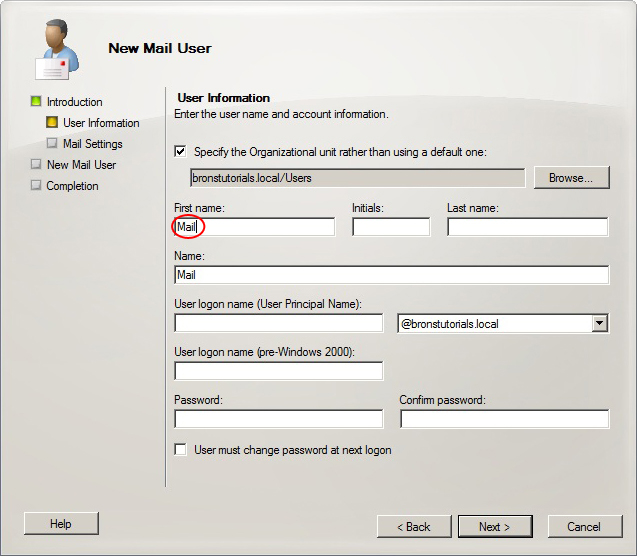 New Mail User
Introduction
User Information
Mail Settings
New Mail User
Completion
User Information
Enter the user name and account information.
Specify the Organizational unit rather than using a default one:
bronstutorials.local/Users Browse...
First name: Initials: Last name:
Mail
Name:
Mail
User logon name (User Principal Name):
@bronstutorials.local
User logon name (pre-Windows 2000):
Password: Confirm password:
User must change password at next logon
Help < Back Next > Cancel